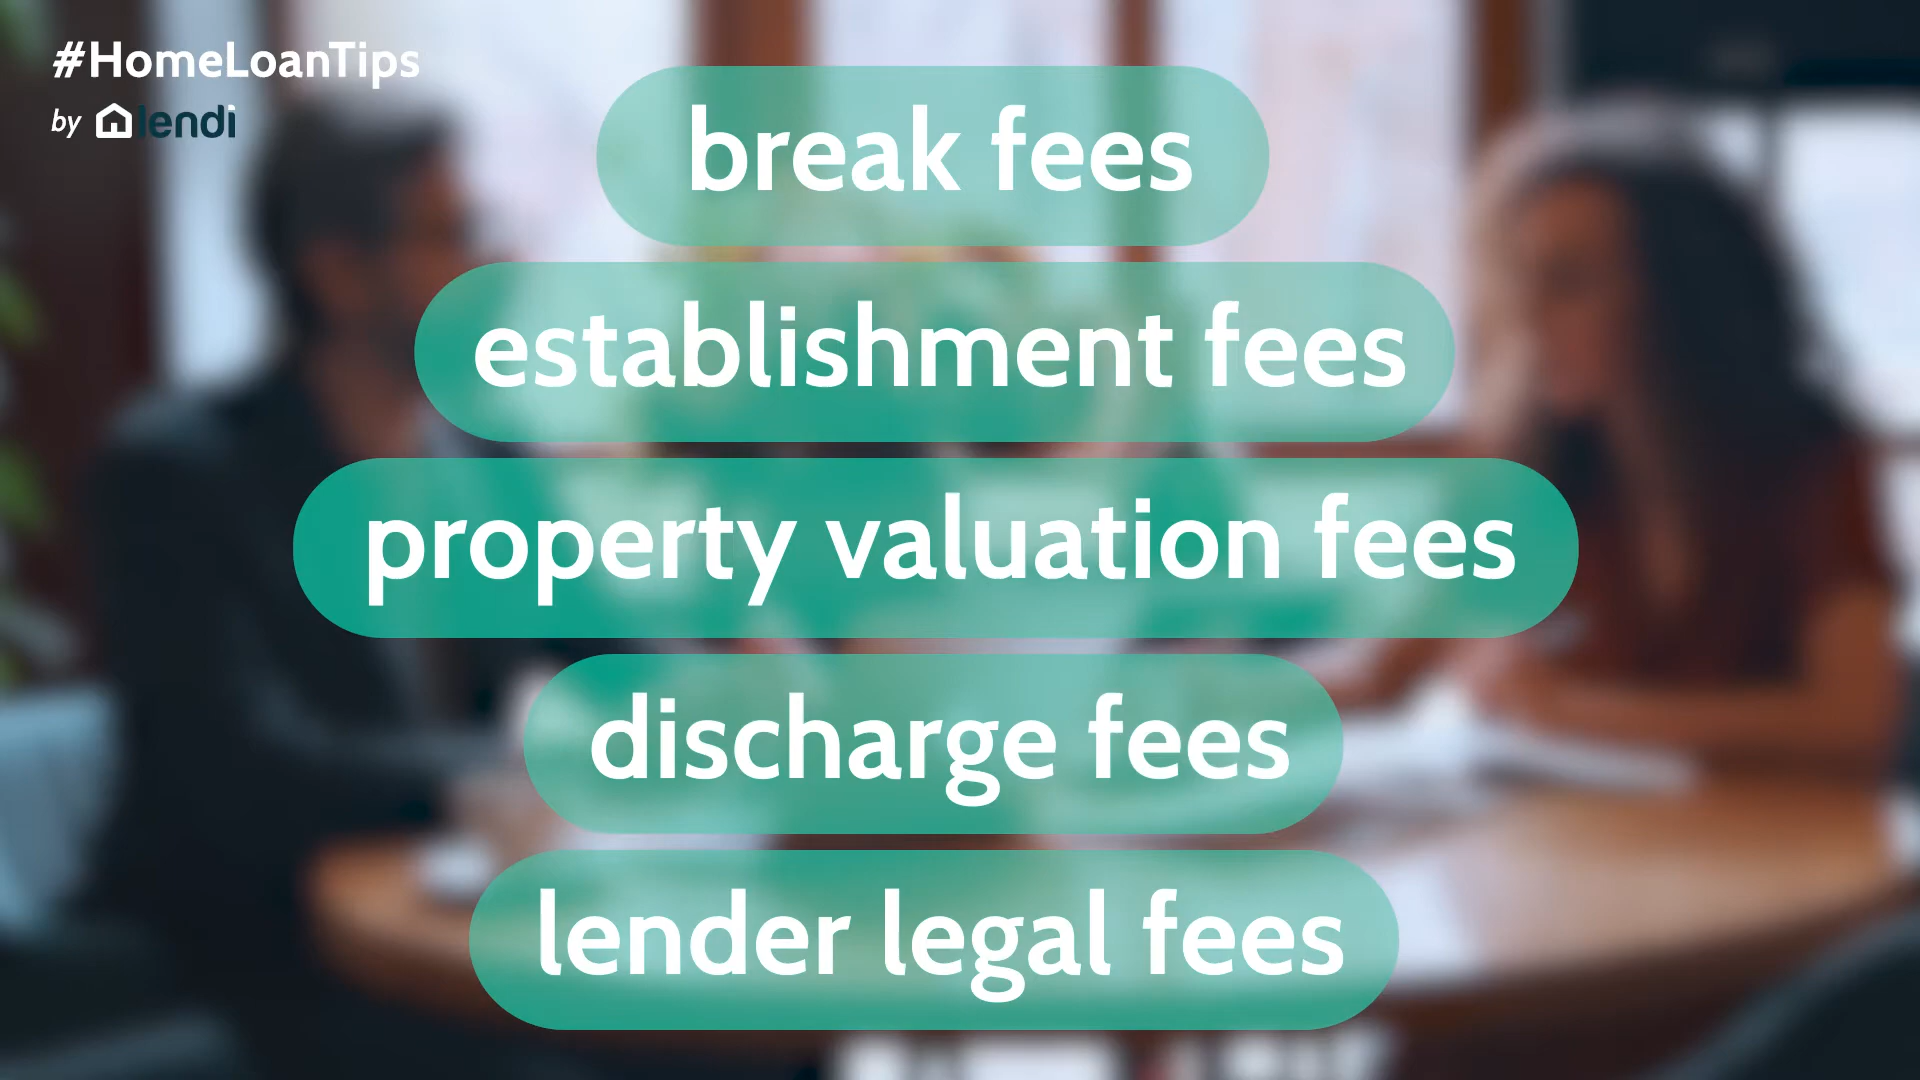 #HomeLoanTips
by lendi
break fees
establishment fees
property valuation fees
discharge fees
lender legal fees